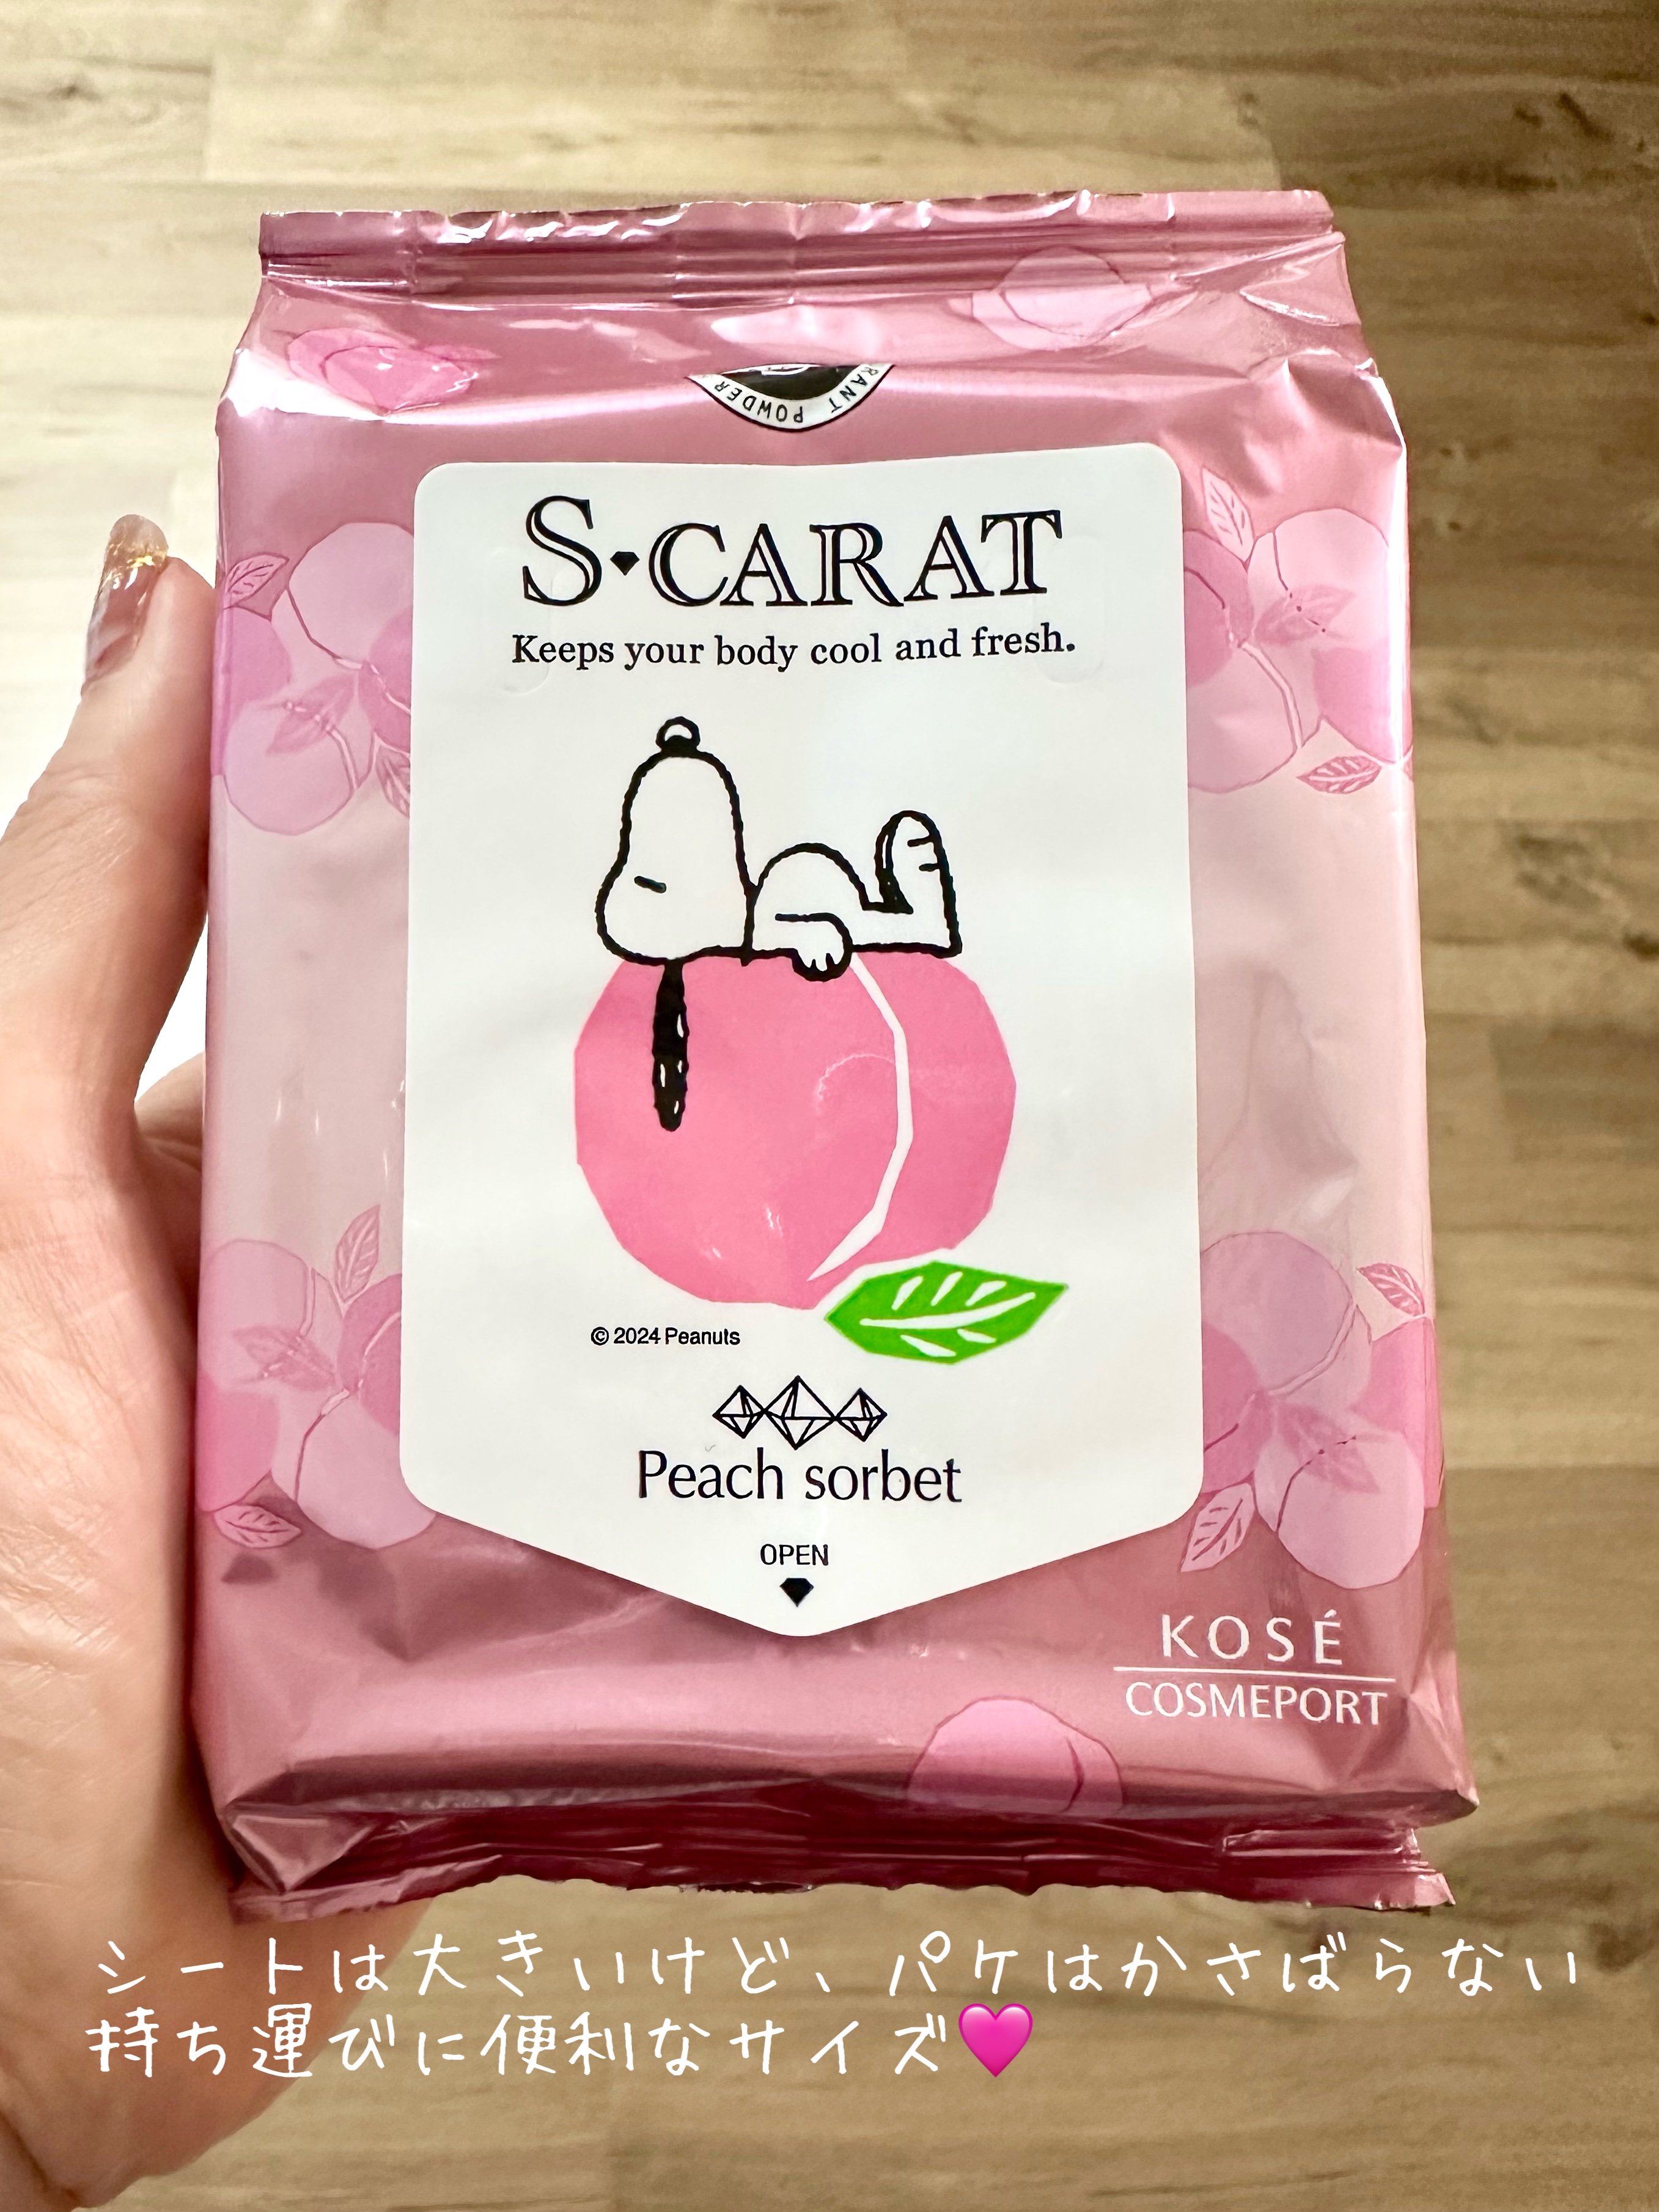 RANT POWDER
S◆CARAT
Keeps your body cool and fresh.
© 2024 Peanuts
Peach sorbet
OPEN
KOSÉ
COSMEPORT
シートは大きいけど、パケはかさばらない
持ち運びに便利なサイズ🩷